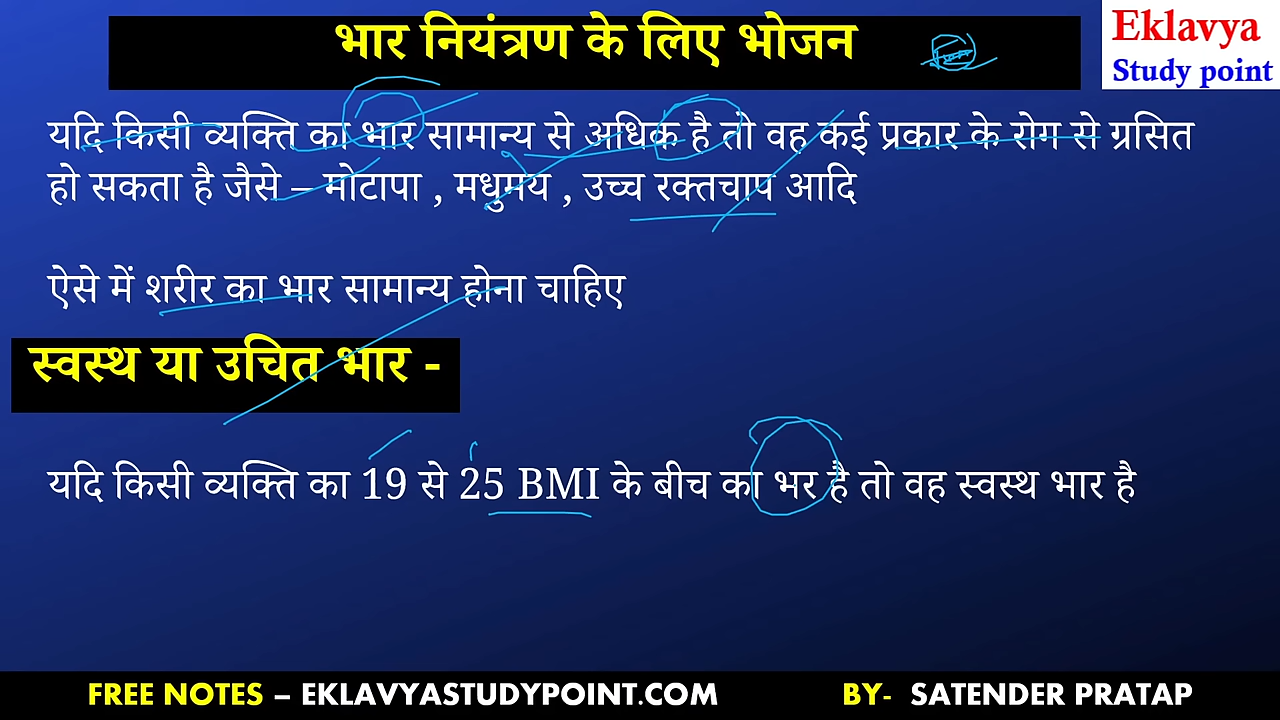 भार नियंत्रण के लिए भोजन
Eklavya
Study point
यदि किसी व्यक्ति का भार सामान्य से अधिक है तो वह कई प्रकार के रोग से ग्रसित
हो सकता है जैसे – मोटापा , मधुमय , उच्च रक्तचाप आदि
ऐसे में शरीर का भार सामान्य होना चाहिए
स्वस्थ या उचित भार -
यदि किसी व्यक्ति का 19 से 25 BMI के बीच का भर है तो वह स्वस्थ भार है
FREE NOTES – EKLAVYASTUDYPOINT.COM
BY- SATENDER PRATAP